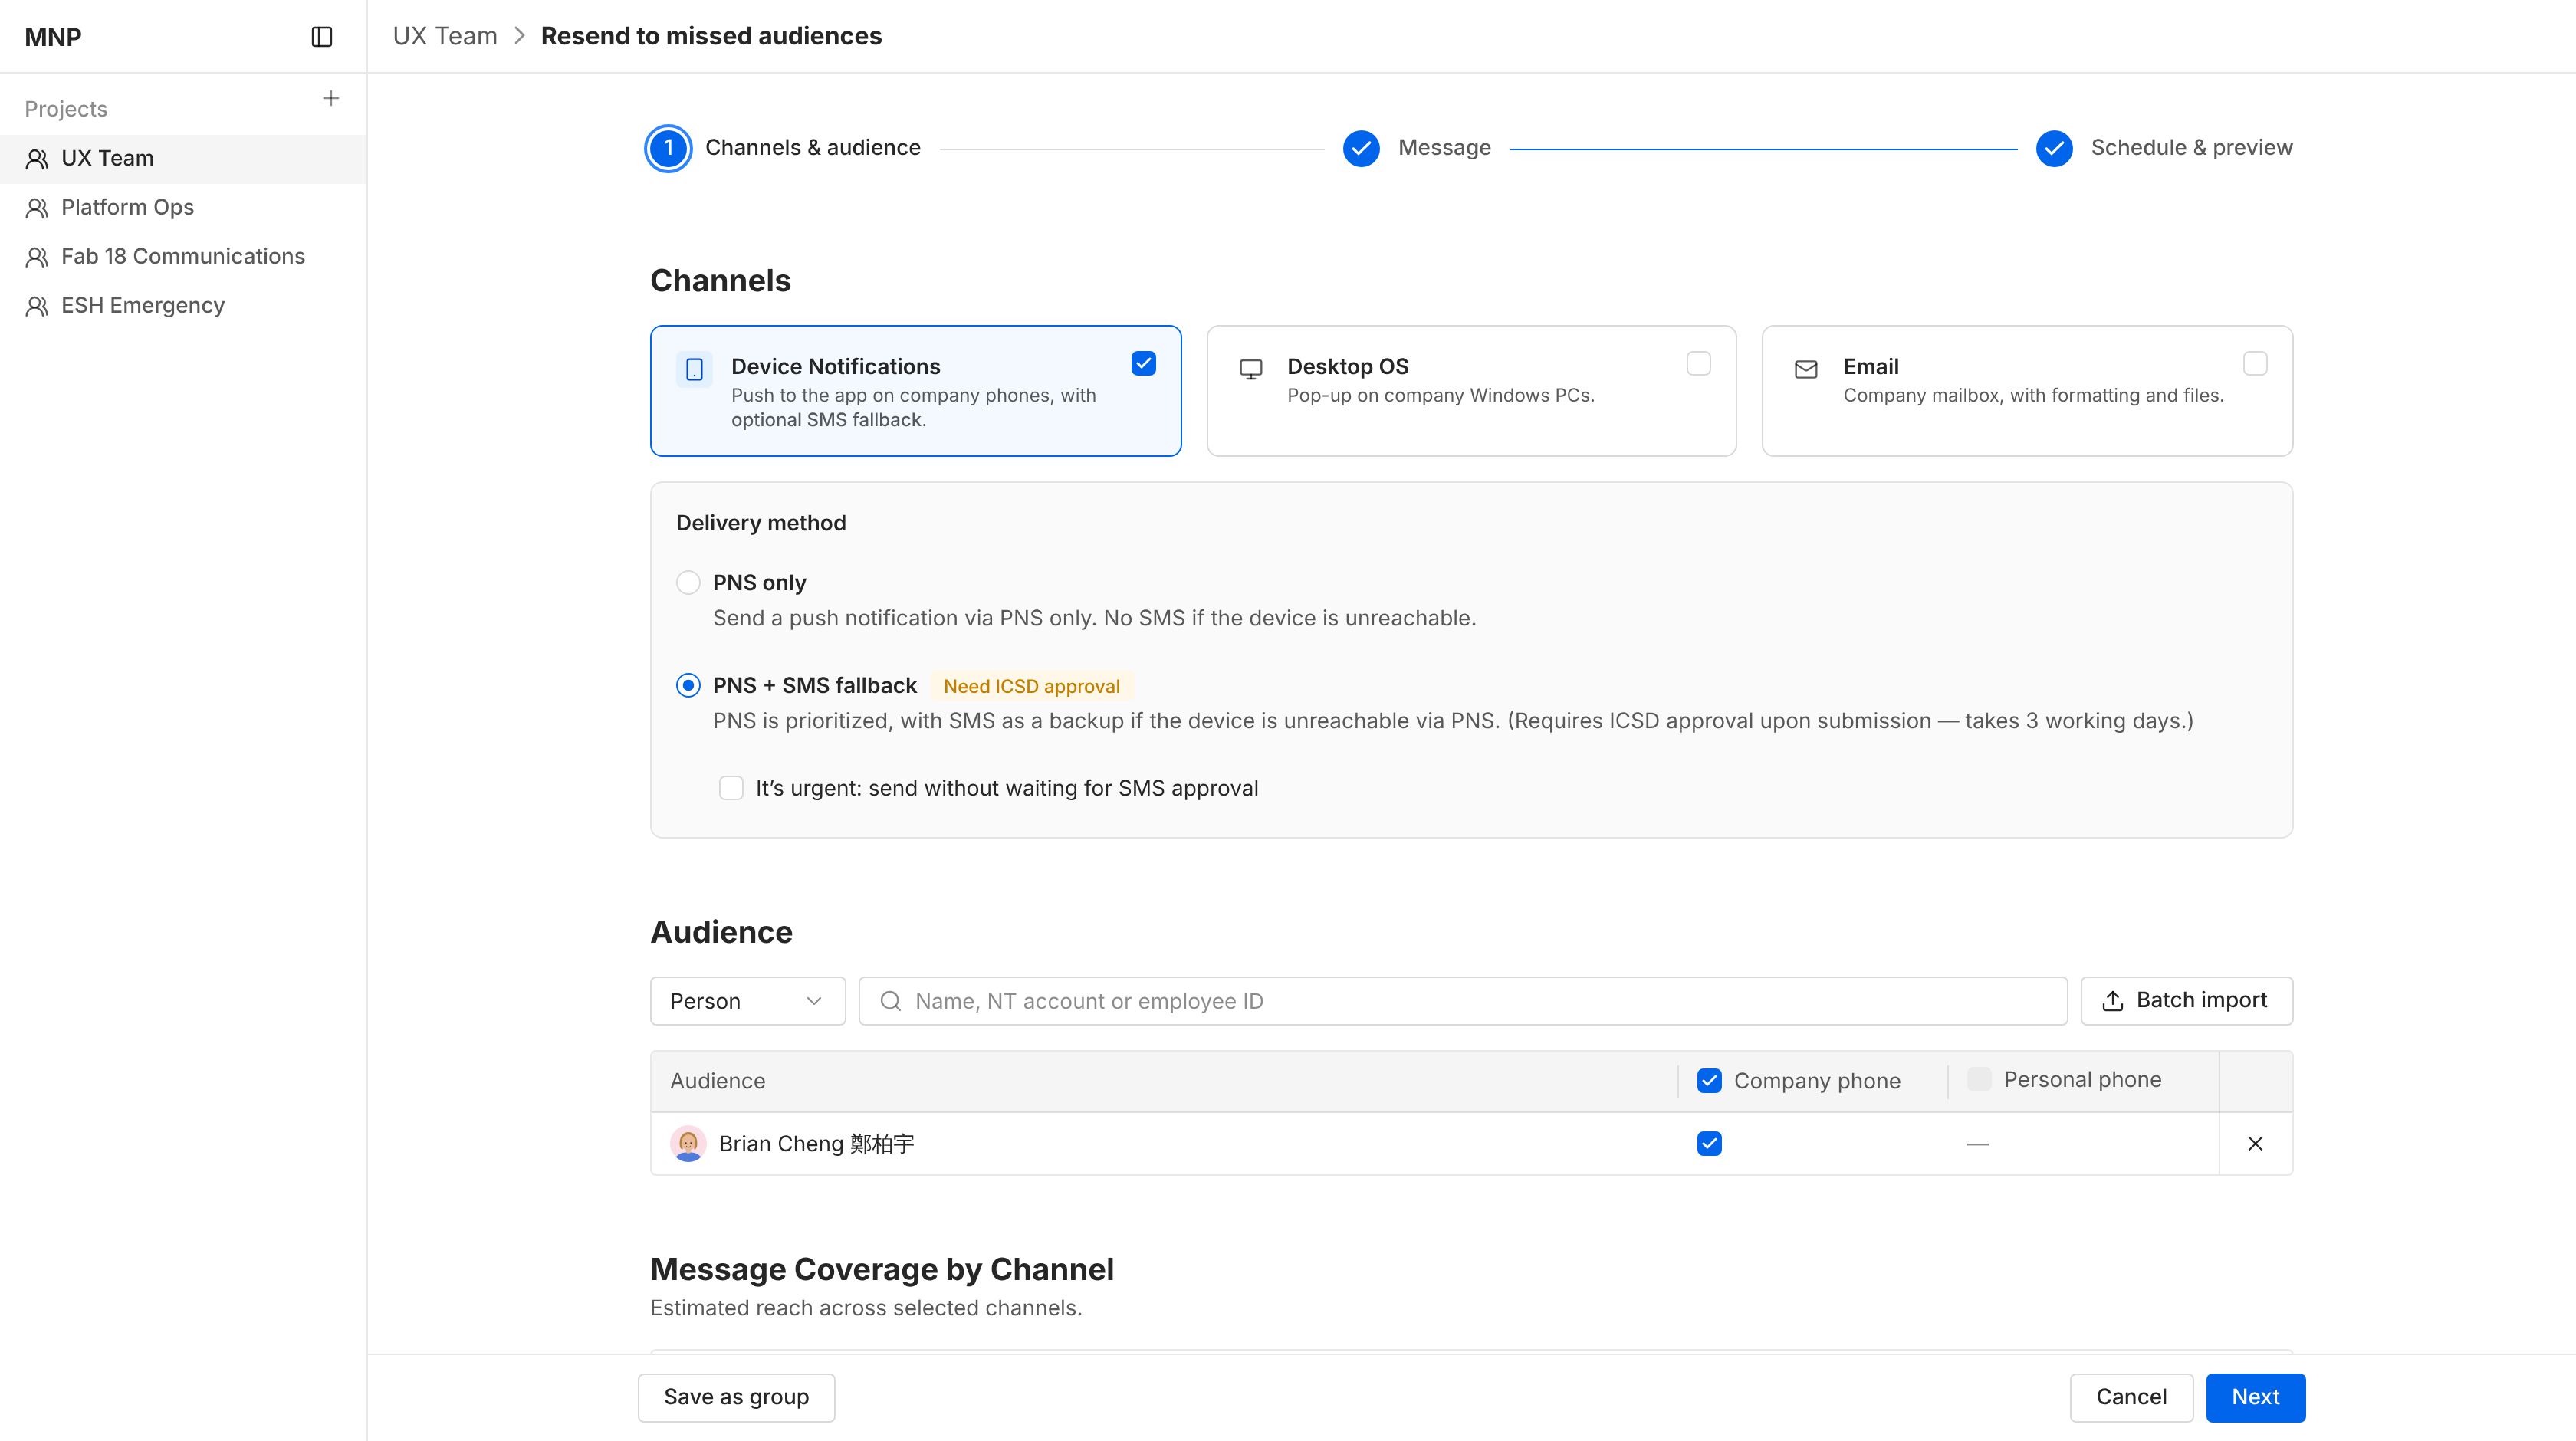 MNP
UX Team > Resend to missed audiences
Projects
UX Team
Platform Ops
Fab 18 Communications
ESH Emergency
1 Channels & audience
Message
Schedule & preview
Channels
Device Notifications
Push to the app on company phones, with
optional SMS fallback.
Desktop OS
Pop-up on company Windows PCs.
Email
Company mailbox, with formatting and files.
Delivery method
PNS only
Send a push notification via PNS only. No SMS if the device is unreachable.
PNS + SMS fallback Need ICSD approval
PNS is prioritized, with SMS as a backup if the device is unreachable via PNS. (Requires ICSD approval upon submission — takes 3 working days.)
It’s urgent: send without waiting for SMS approval
Audience
Person
Name, NT account or employee ID
Batch import
Audience
Company phone
Personal phone
Brian Cheng 鄭柏宇
—
Message Coverage by Channel
Estimated reach across selected channels.
Save as group
Cancel
Next